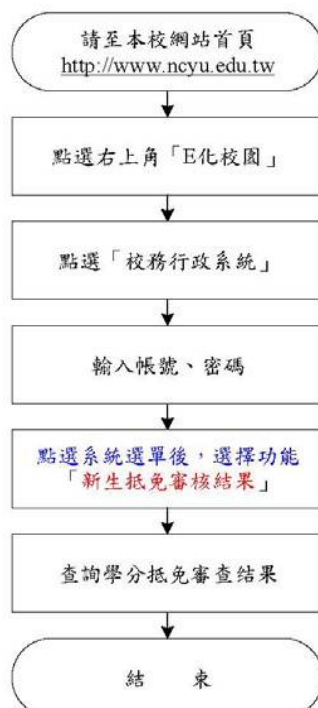 請至本校網站首頁
http://www.ncyu.edu.tw
點選右上角「E化校園」
點選「校務行政系統」
輸入帳號、密碼
點選系統選單後，選擇功能
「新生抵免審核結果」
查詢學分抵免審查結果
結 束